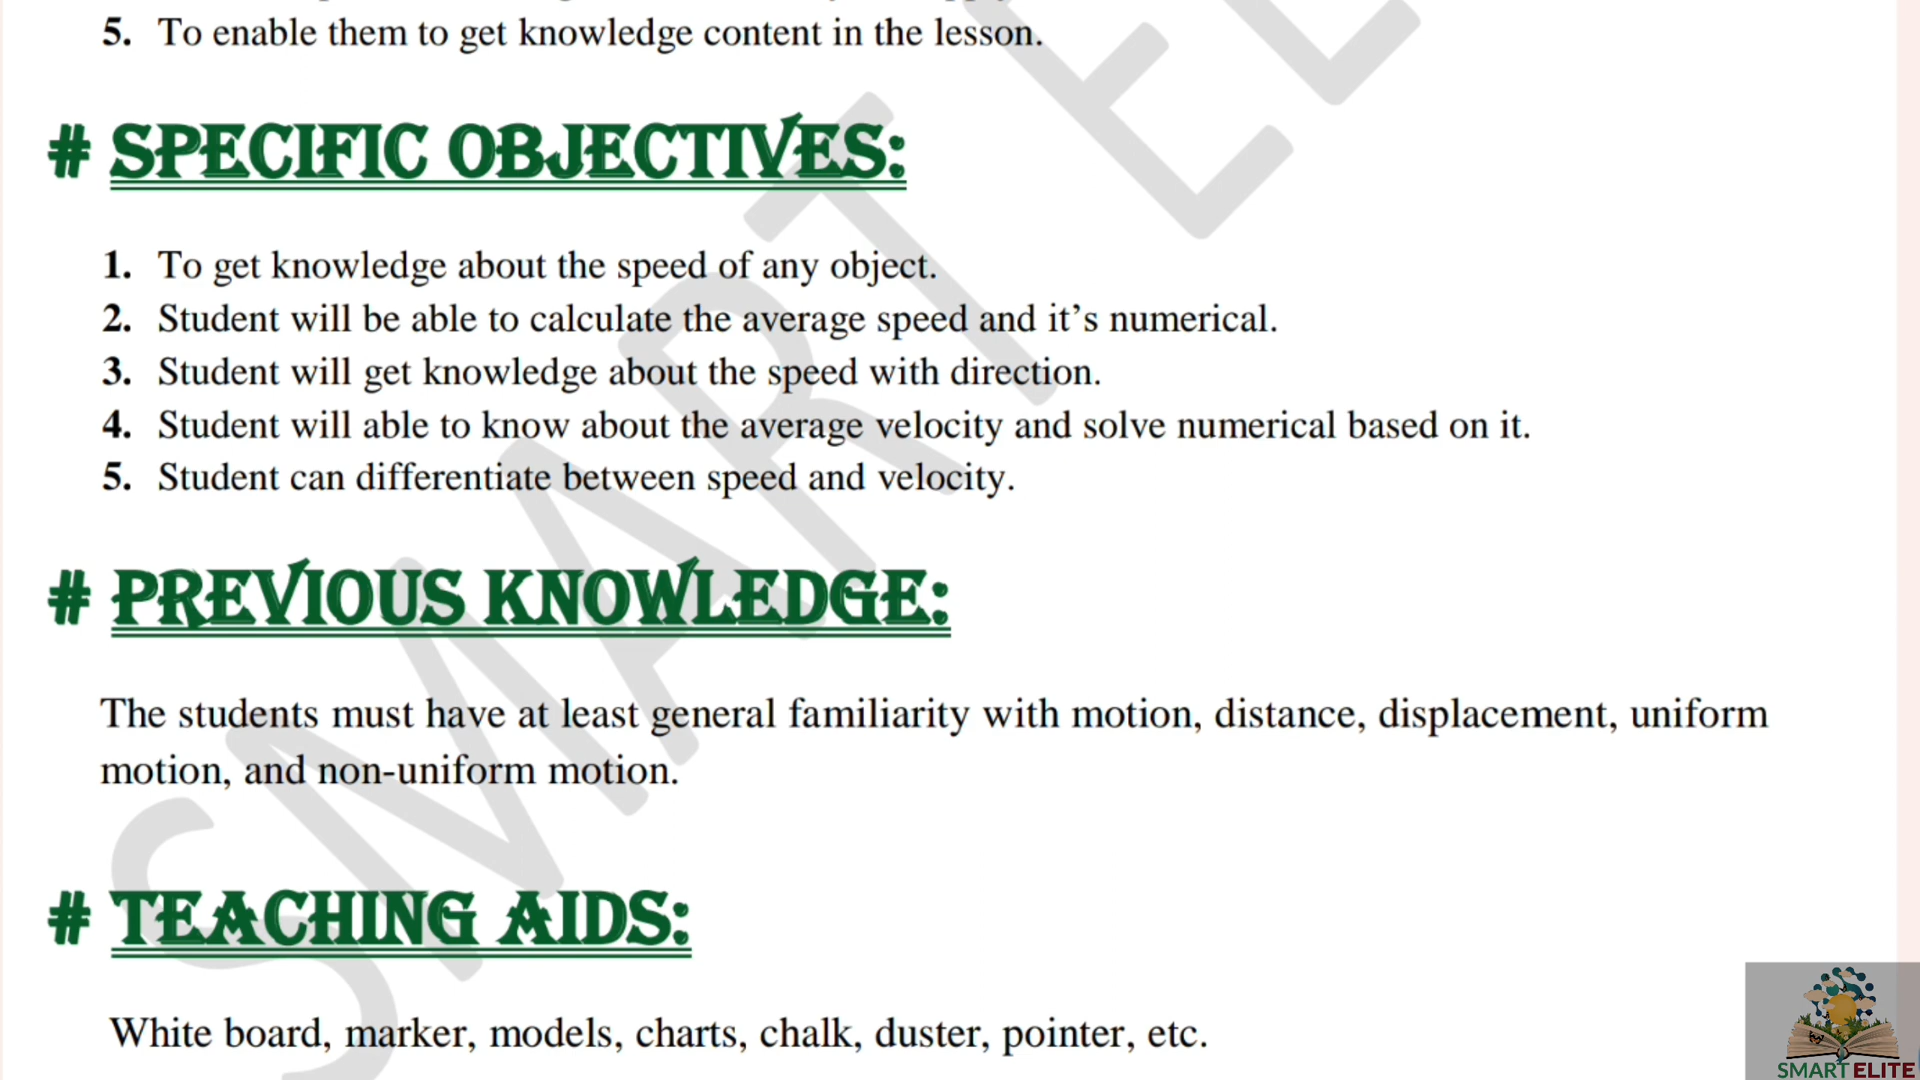 5. To enable them to get knowledge content in the lesson.
# SPECIFIC OBJECTIVES:
1. To get knowledge about the speed of any object.
2. Student will be able to calculate the average speed and it’s numerical.
3. Student will get knowledge about the speed with direction.
4. Student will able to know about the average velocity and solve numerical based on it.
5. Student can differentiate between speed and velocity.
# PREVIOUS KNOWLEDGE:
The students must have at least general familiarity with motion, distance, displacement, uniform
motion, and non-uniform motion.
# TEACHING AIDS:
White board, marker, models, charts, chalk, duster, pointer, etc.
SMART EL
SMART ELITE